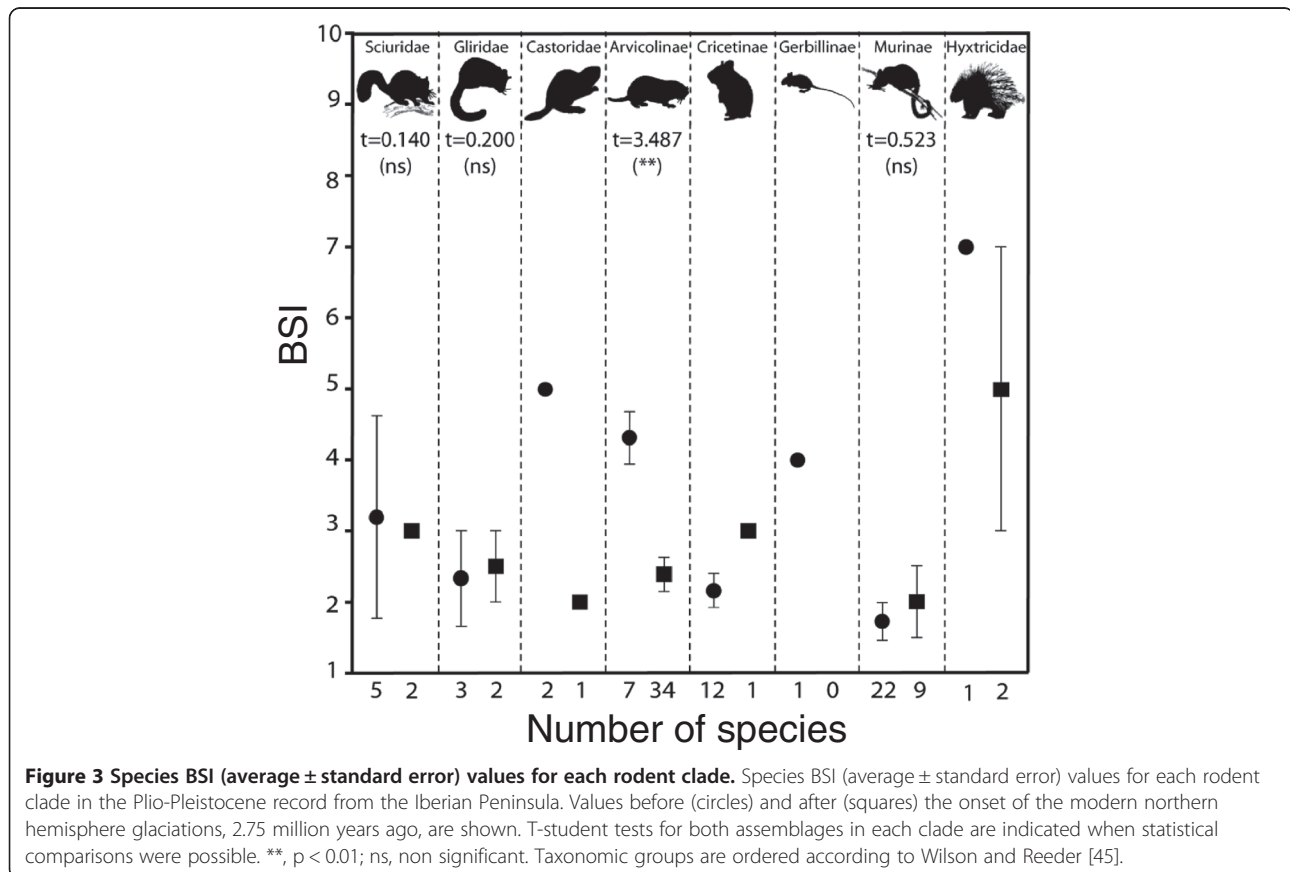 10
Sciuridae Gliridae Castoridae Arvicolinae Cricetinae Gerbillinae Murinae Hyxtricidae
9
t=0.140 t=0.200 t=3.487 t=0.523
(ns) (ns) (**) (ns)
8
7
6
BSI
5
4
3
2
1
5 2 3 2 2 1 7 34 12 1 1 0 22 9 1 2
Number of species
Figure 3 Species BSI (average ± standard error) values for each rodent clade. Species BSI (average ± standard error) values for each rodent
clade in the Plio-Pleistocene record from the Iberian Peninsula. Values before (circles) and after (squares) the onset of the modern northern
hemisphere glaciations, 2.75 million years ago, are shown. T-student tests for both assemblages in each clade are indicated when statistical
comparisons were possible. **, p < 0.01; ns, non significant. Taxonomic groups are ordered according to Wilson and Reeder [45].